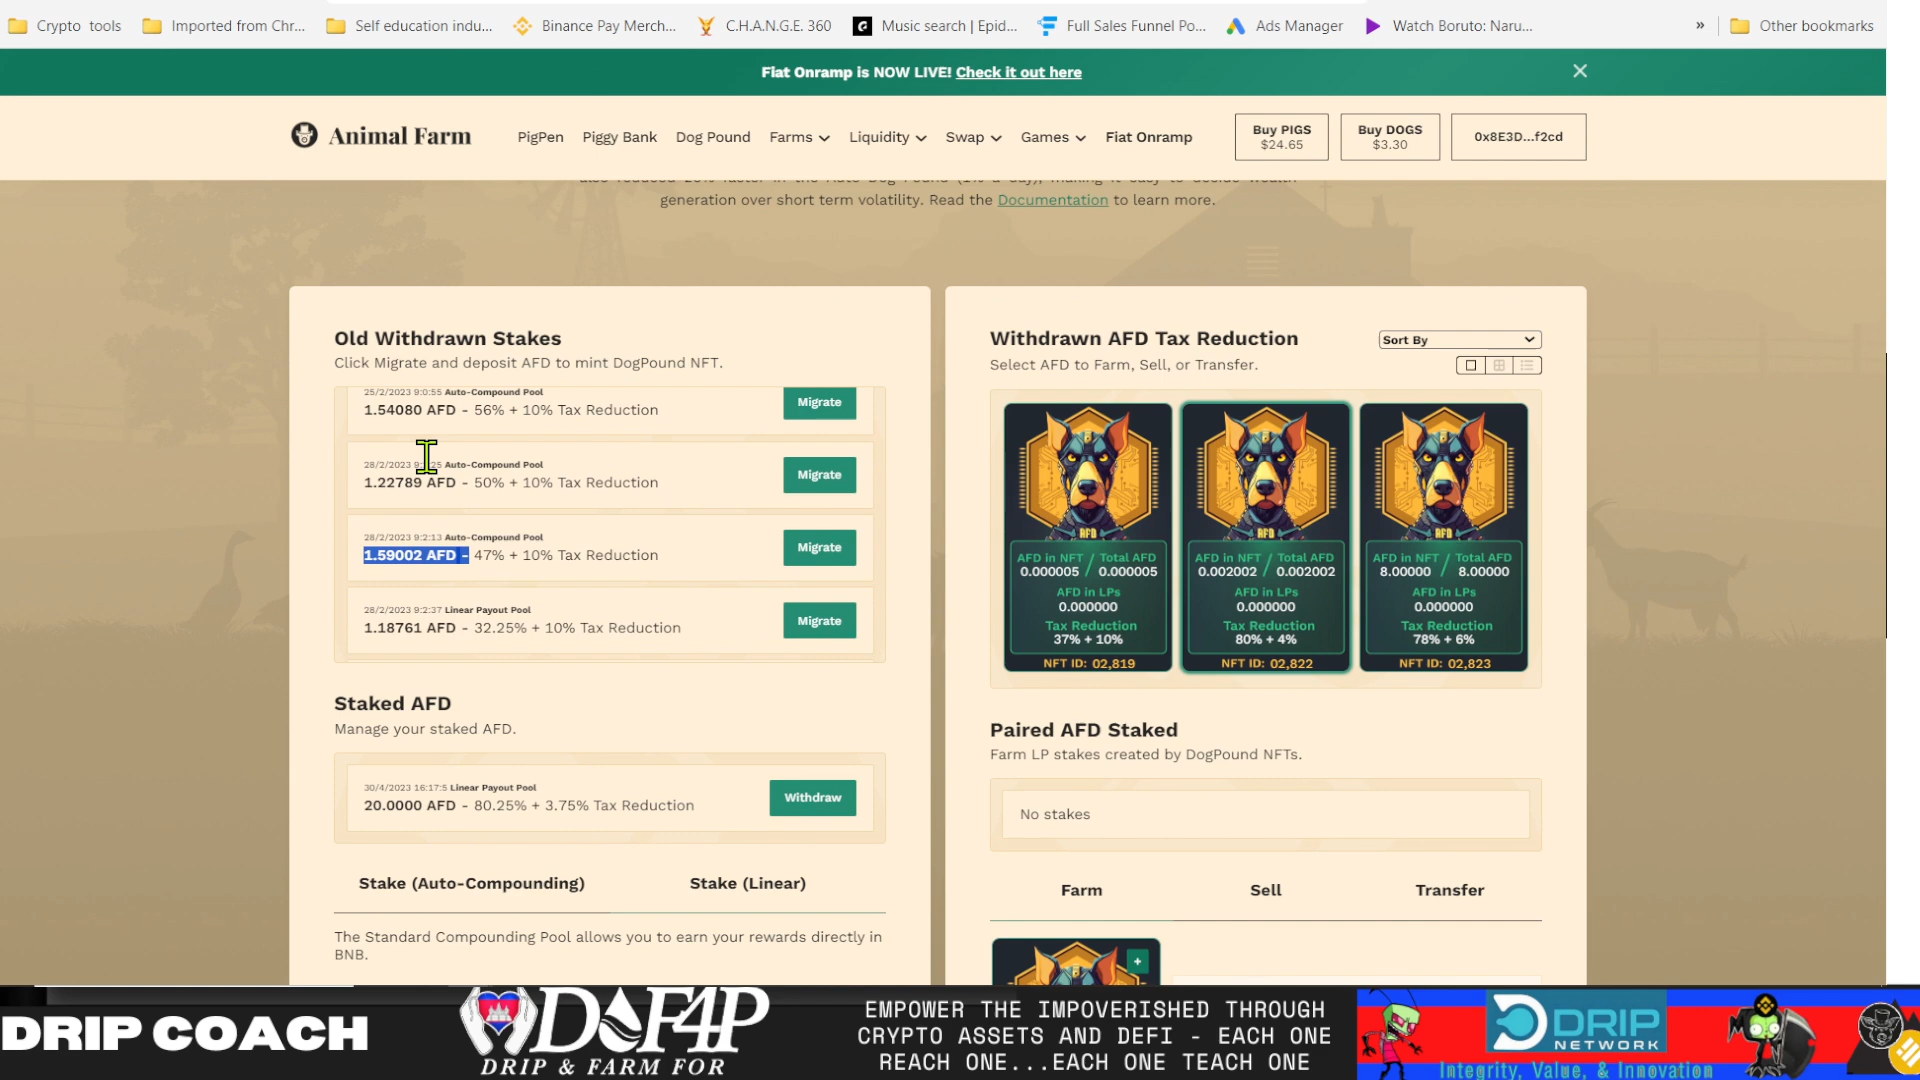 Crypto tools
Imported from Chr...
Self education indu...
Binance Pay Merch...
C.H.A.N.G.E. 360
Music search | Epid...
Full Sales Funnel Po...
Ads Manager
Watch Boruto: Naru...
»
Other bookmarks
Fiat Onramp is NOW LIVE! Check it out here
Animal Farm
PigPen
Piggy Bank
Dog Pound
Farms
Liquidity
Swap
Games
Fiat Onramp
Buy PIGS
$24.65
Buy DOGS
$3.30
0x8E3D...f2cd
generation over short term volatility. Read the Documentation to learn more.
Old Withdrawn Stakes
Click Migrate and deposit AFD to mint DogPound NFT.
25/2/2023 9:0:55 Auto-Compound Pool
1.54080 AFD - 56% + 10% Tax Reduction
Migrate
28/2/2023 Auto-Compound Pool
1.22789 AFD - 50% + 10% Tax Reduction
Migrate
28/2/2023 9:2:13 Auto-Compound Pool
1.59002 AFD - 47% + 10% Tax Reduction
Migrate
28/2/2023 9:2:37 Linear Payout Pool
1.18761 AFD - 32.25% + 10% Tax Reduction
Migrate
Staked AFD
Manage your staked AFD.
30/4/2023 16:17:5 Linear Payout Pool
20.0000 AFD - 80.25% + 3.75% Tax Reduction
Withdraw
Stake (Auto-Compounding)
Stake (Linear)
The Standard Compounding Pool allows you to earn your rewards directly in
BNB.
Withdrawn AFD Tax Reduction
Sort By
Select AFD to Farm, Sell, or Transfer.
AFD
AFD in NFT / Total AFD
0.000005 / 0.000005
AFD in LPs
0.000000
Tax Reduction
37% + 10%
NFT ID: 02,819
AFD
AFD in NFT / Total AFD
0.002002 / 0.002002
AFD in LPs
0.000000
Tax Reduction
80% + 4%
NFT ID: 02,822
AFD
AFD in NFT / Total AFD
8.00000 / 8.00000
AFD in LPs
0.000000
Tax Reduction
78% + 6%
NFT ID: 02,823
Paired AFD Staked
Farm LP stakes created by DogPound NFTs.
No stakes
Farm
Sell
Transfer
+
DRIP COACH
D&F4P
DRIP & FARM FOR
EMPOWER THE IMPOVERISHED THROUGH
CRYPTO ASSETS AND DEFI - EACH ONE
REACH ONE...EACH ONE TEACH ONE
DRIP
NETWORK
Integrity, Value, & Innovation